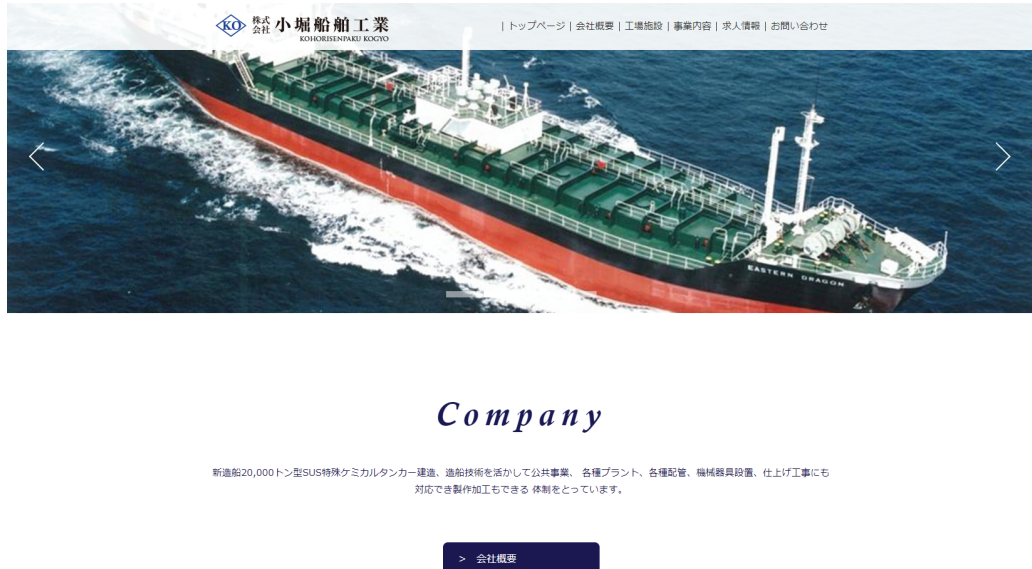 KO 株式会社 小堀船舶工業
KOHORISENPAKU KOGYO
| トップページ | 会社概要 | 工場施設 | 事業内容 | 求人情報 | お問い合わせ
EASTERN DRAGON
Company
新造船20,000トン型SUS特殊ケミカルタンカー建造、造船技術を活かして公共事業、 各種プラント、各種配管、機械器具設置、仕上げ工事にも
対応でき製作加工もできる 体制をとっています。
> 会社概要